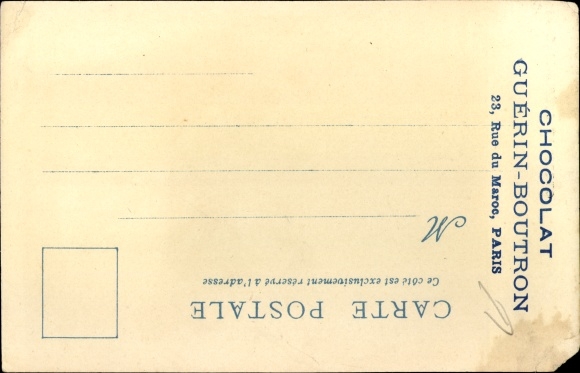 CARTE POSTALE
Ce côté est exclusivement réservé à l'adresse
M
CHOCOLAT
GUÉRIN-BOUTRON
23, Rue du Maroc, PARIS